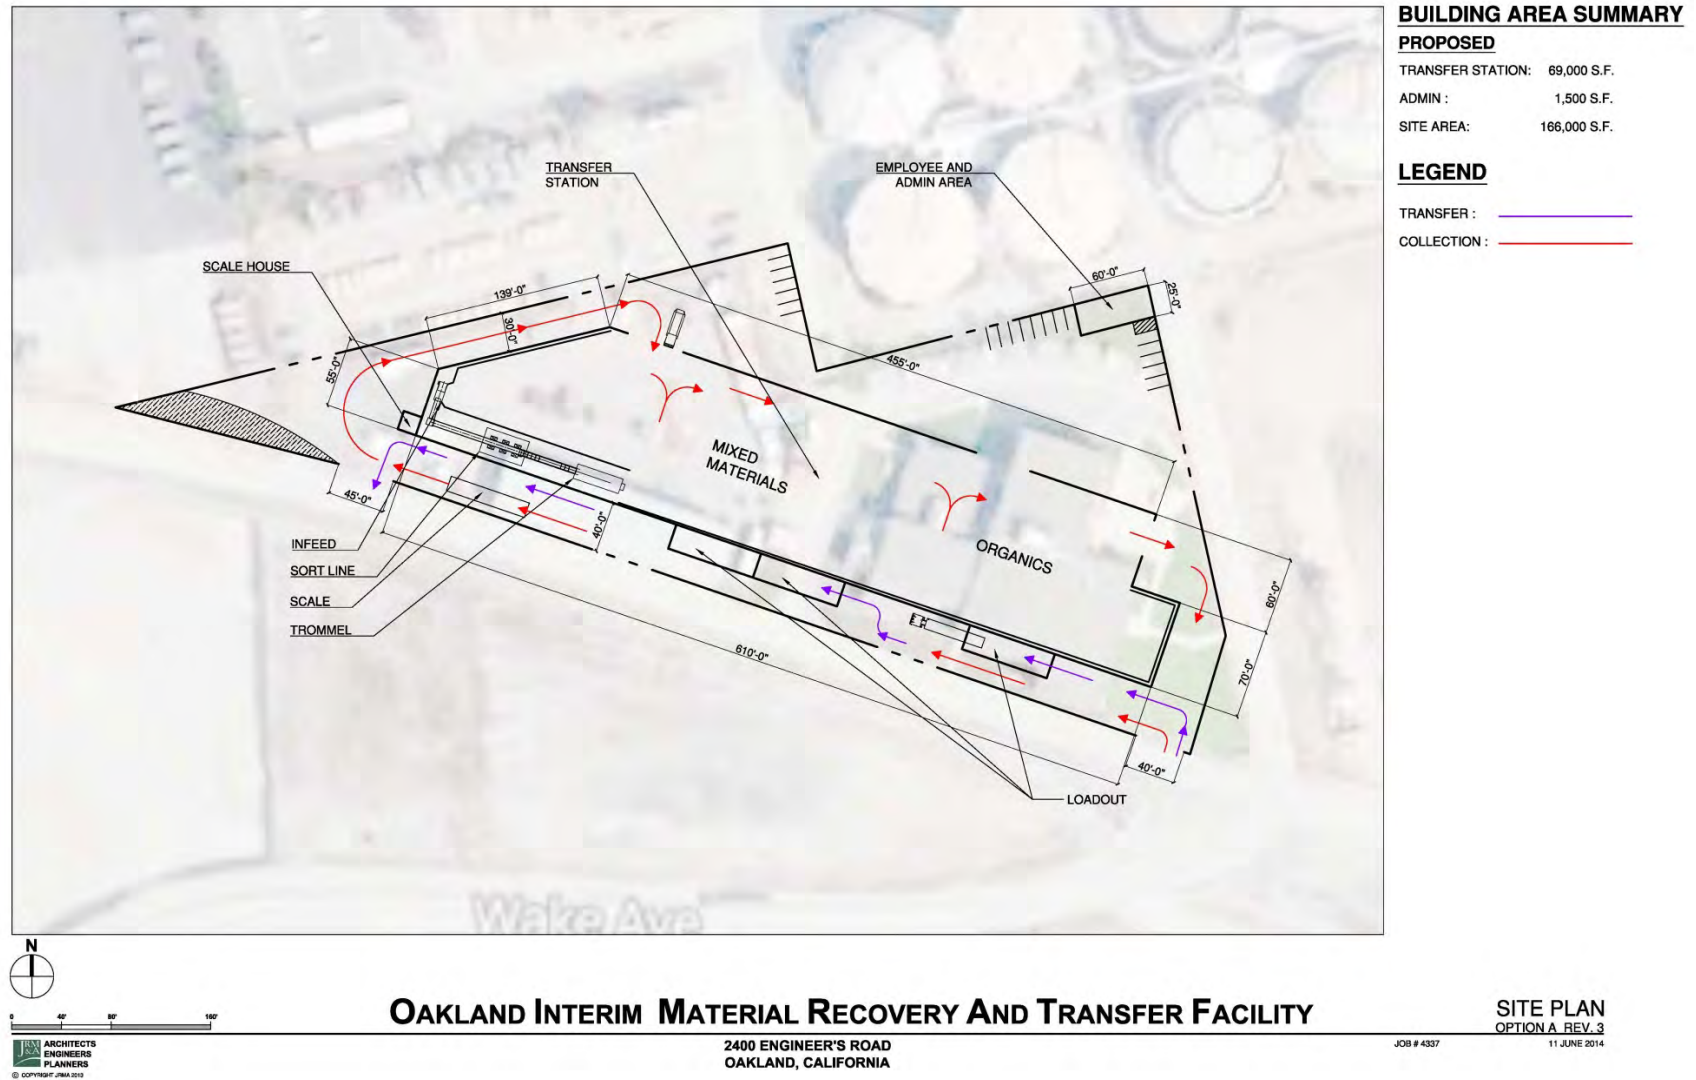 BUILDING AREA SUMMARY
PROPOSED
TRANSFER STATION: 69,000 S.F.
ADMIN : 1,500 S.F.
SITE AREA: 166,000 S.F.
LEGEND
TRANSFER :
COLLECTION :
TRANSFER
STATION
EMPLOYEE AND
ADMIN AREA
SCALE HOUSE
139'-0"
30'-0"
55'-0"
60'-0"
25'-0"
455'-0"
MIXED
MATERIALS
ORGANICS
45'-0"
40'-0"
INFEED
SORT LINE
SCALE
TROMMEL
610'-0"
60'-0"
70'-0"
40'-0"
LOADOUT
Wake Ave
N
0 40' 80' 160'
OAKLAND INTERIM MATERIAL RECOVERY AND TRANSFER FACILITY
2400 ENGINEER'S ROAD
OAKLAND, CALIFORNIA
SITE PLAN
OPTION A REV. 3
JOB # 4337 11 JUNE 2014
JRM
&A
ARCHITECTS
ENGINEERS
PLANNERS
© COPYRIGHT JRMA 2013